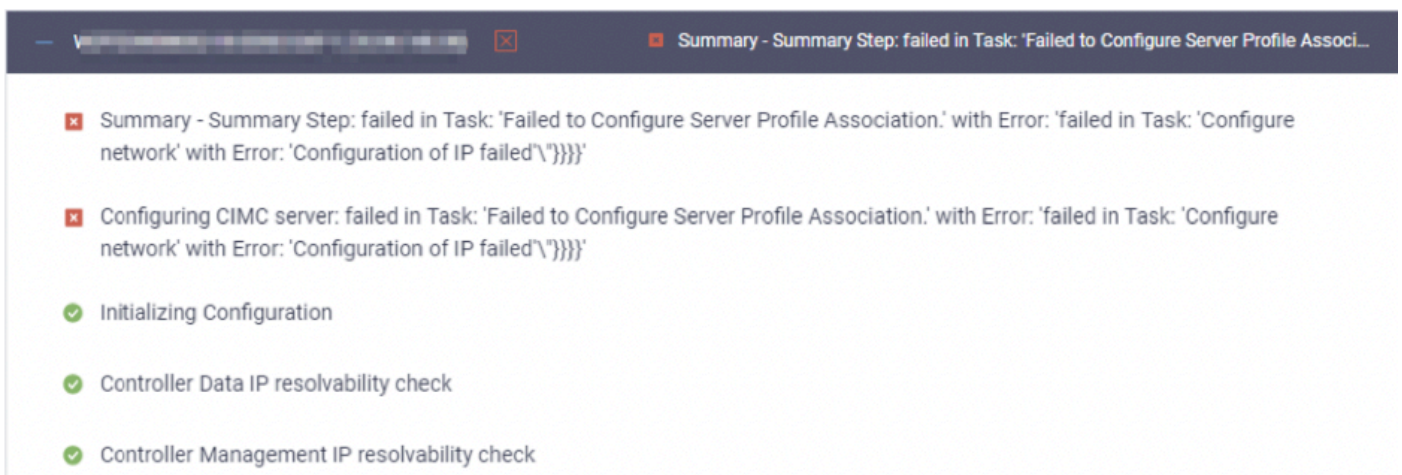 Summary - Summary Step: failed in Task: 'Failed to Configure Server Profile Associ...
Summary - Summary Step: failed in Task: 'Failed to Configure Server Profile Association.' with Error: 'failed in Task: 'Configure
network' with Error: 'Configuration of IP failed'\"}}}}'
Configuring CIMC server: failed in Task: 'Failed to Configure Server Profile Association.' with Error: 'failed in Task: 'Configure
network' with Error: 'Configuration of IP failed'\"}}}}'
Initializing Configuration
Controller Data IP resolvability check
Controller Management IP resolvability check